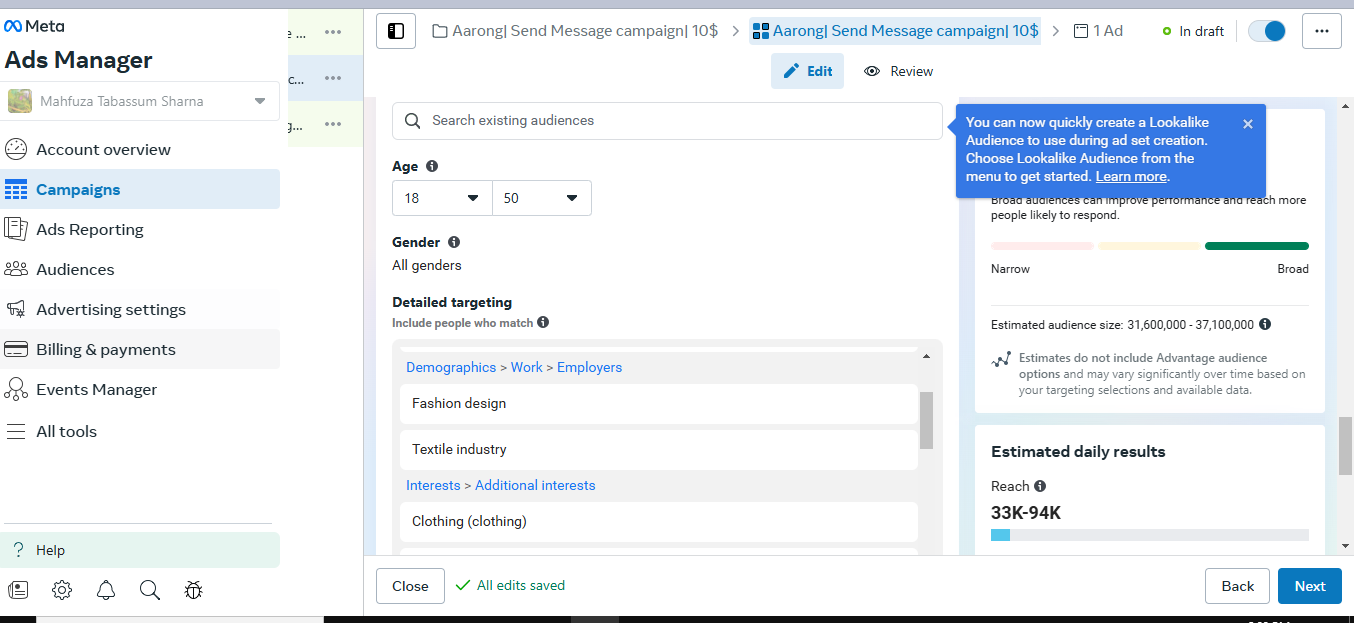 Meta
Ads Manager
Mahfuza Tabassum Sharna
Account overview
Campaigns
Ads Reporting
Audiences
Advertising settings
Billing & payments
Events Manager
All tools
Help
e ...
c...
g...
Aarong| Send Message campaign| 10$
Aarong| Send Message campaign| 10$
1 Ad
In draft
Edit
Review
Search existing audiences
Age
18
50
Gender
All genders
Detailed targeting
Include people who match
Demographics > Work > Employers
Fashion design
Textile industry
Interests > Additional interests
Clothing (clothing)
You can now quickly create a Lookalike
Audience to use during ad set creation.
Choose Lookalike Audience from the
menu to get started. Learn more.
Broad audiences can improve performance and reach more
people likely to respond.
Narrow
Broad
Estimated audience size: 31,600,000 - 37,100,000
Estimates do not include Advantage audience
options and may vary significantly over time based on
your targeting selections and available data.
Estimated daily results
Reach
33K-94K
Close
All edits saved
Back
Next